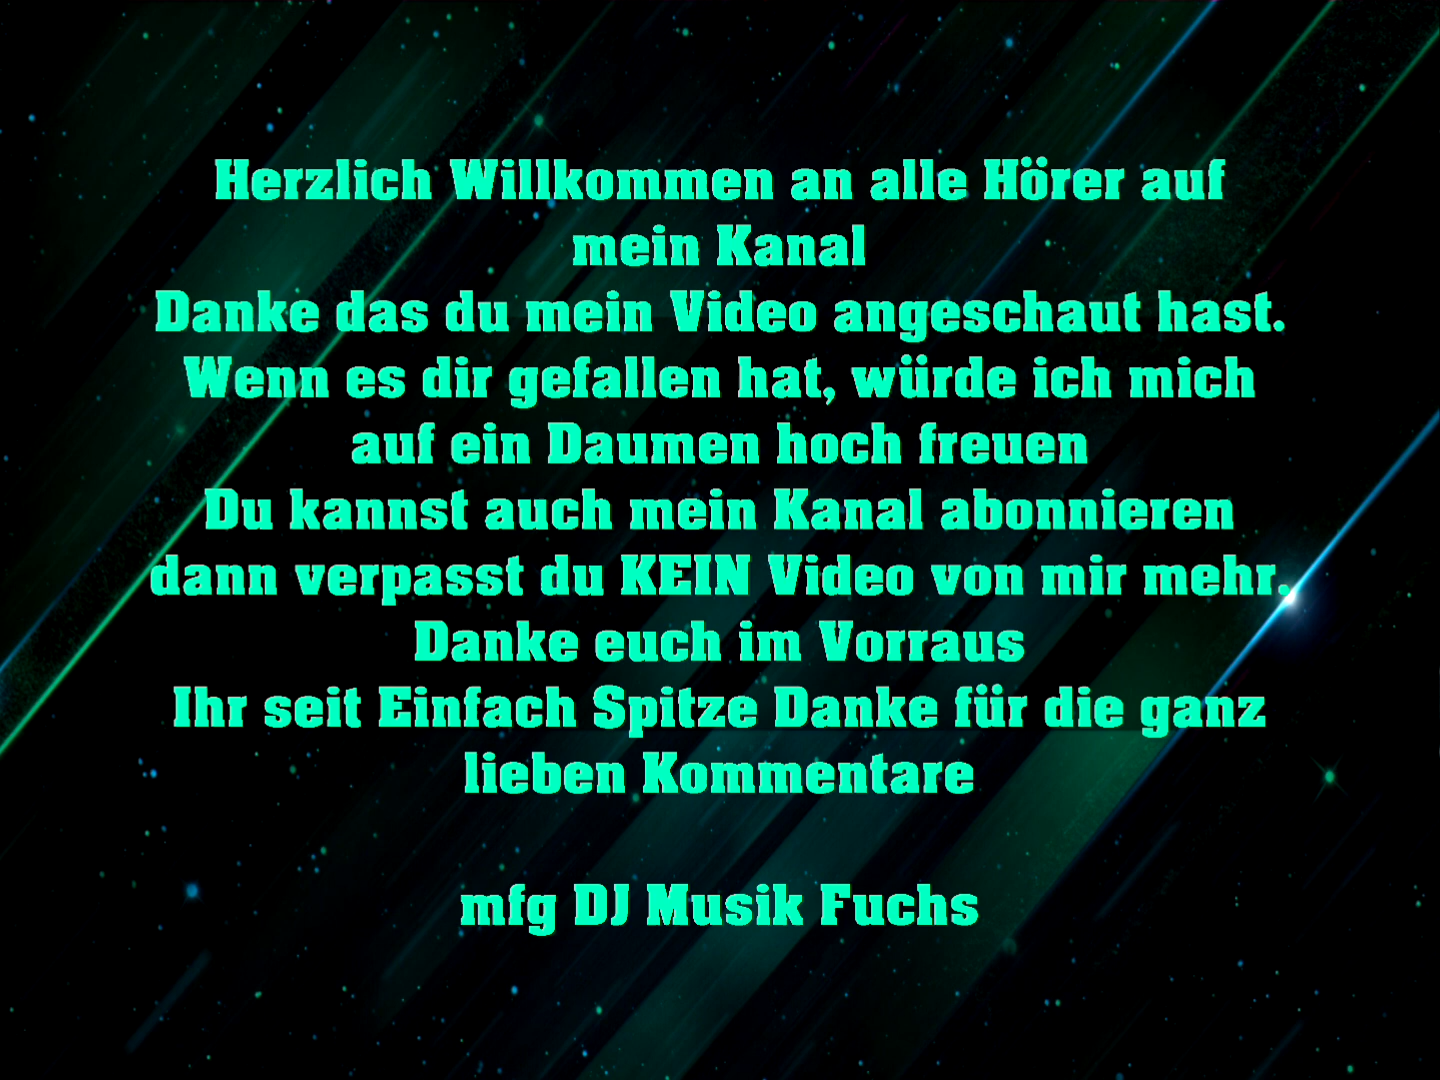 Herzlich Willkommen an alle Hörer auf
mein Kanal
Danke das du mein Video angeschaut hast.
Wenn es dir gefallen hat, würde ich mich
auf ein Daumen hoch freuen
Du kannst auch mein Kanal abonnieren
dann verpasst du KEIN Video von mir mehr.
Danke euch im Vorraus
Ihr seit Einfach Spitze Danke für die ganz
lieben Kommentare
mfg DJ Musik Fuchs